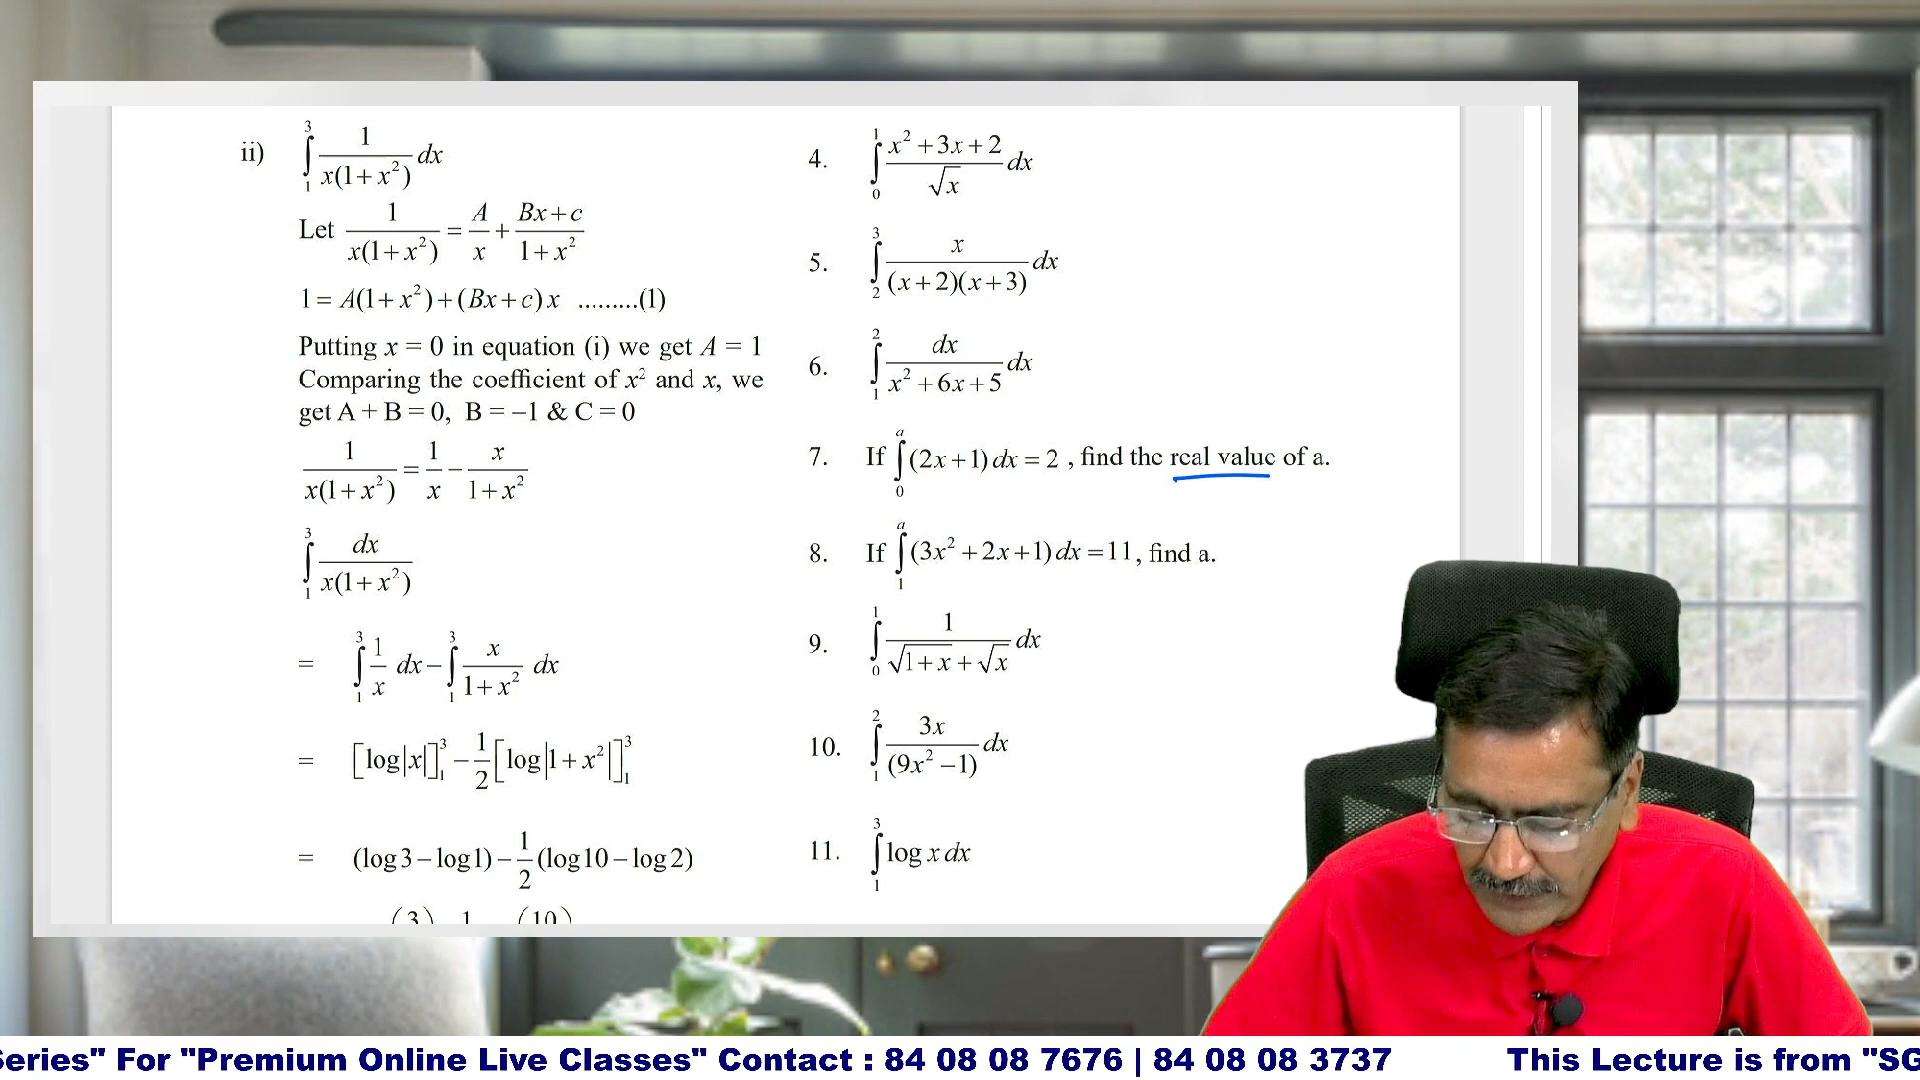 ii) ∫₁³ 1/(x(1+x²)) dx
Let 1/(x(1+x²)) = A/x + (Bx+c)/(1+x²)
1 = A(1+x²)+(Bx+c)x .........(1)
Putting x = 0 in equation (i) we get A = 1
Comparing the coefficient of x² and x, we
get A + B = 0, B = –1 & C = 0
1/(x(1+x²)) = 1/x – x/(1+x²)
∫₁³ dx/(x(1+x²))
= ∫₁³ 1/x dx – ∫₁³ x/(1+x²) dx
= [log|x|]₁³ – 1/2 [log|1+x²|]₁³
= (log3 – log1) – 1/2 (log10 – log2)
(3) 1 (10)
4. ∫₀¹ (x²+3x+2)/√x dx
5. ∫₂³ x/((x+2)(x+3)) dx
6. ∫₁² dx/(x²+6x+5) dx
7. If ∫₀ᵃ (2x+1) dx = 2 , find the real value of a.
8. If ∫₁ᵃ (3x²+2x+1) dx = 11, find a.
9. ∫₀¹ 1/(√(1+x) + √x) dx
10. ∫₁² 3x/(9x²–1) dx
11. ∫₁³ log x dx
eries" For "Premium Online Live Classes" Contact : 84 08 08 7676 | 84 08 08 3737 This Lecture is from "SG